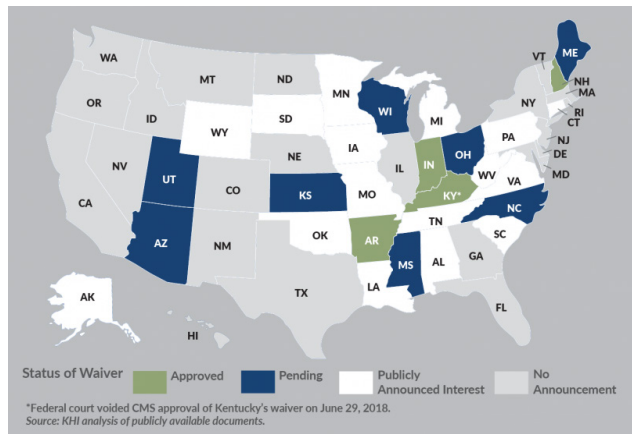 WA
MT
ND
MN
VT
ME
OR
ID
WY
SD
WI
MI
NY
NH
MA
RI
CT
NV
UT
CO
NE
IA
IL
IN
OH
PA
NJ
DE
MD
CA
AZ
NM
KS
MO
KY*
WV
VA
NC
TN
OK
AR
SC
TX
LA
MS
AL
GA
FL
AK
HI
Status of Waiver
Approved
Pending
Publicly
Announced Interest
No
Announcement
*Federal court voided CMS approval of Kentucky's waiver on June 29, 2018.
Source: KHI analysis of publicly available documents.